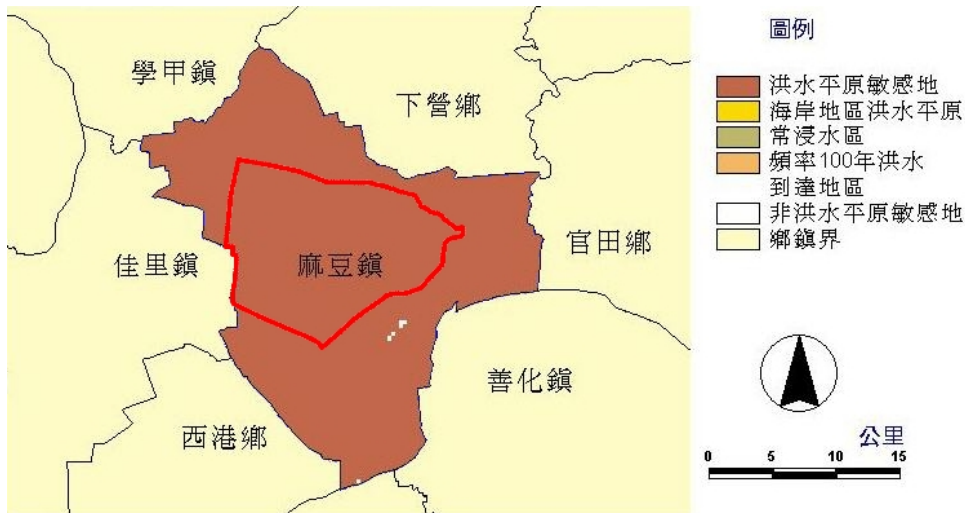 學甲鎮
下營鄉
佳里鎮
麻豆鎮
官田鄉
善化鎮
西港鄉
圖例
洪水平原敏感地
海岸地區洪水平原
常浸水區
頻率100年洪水
到達地區
非洪水平原敏感地
鄉鎮界
公里
0 5 10 15